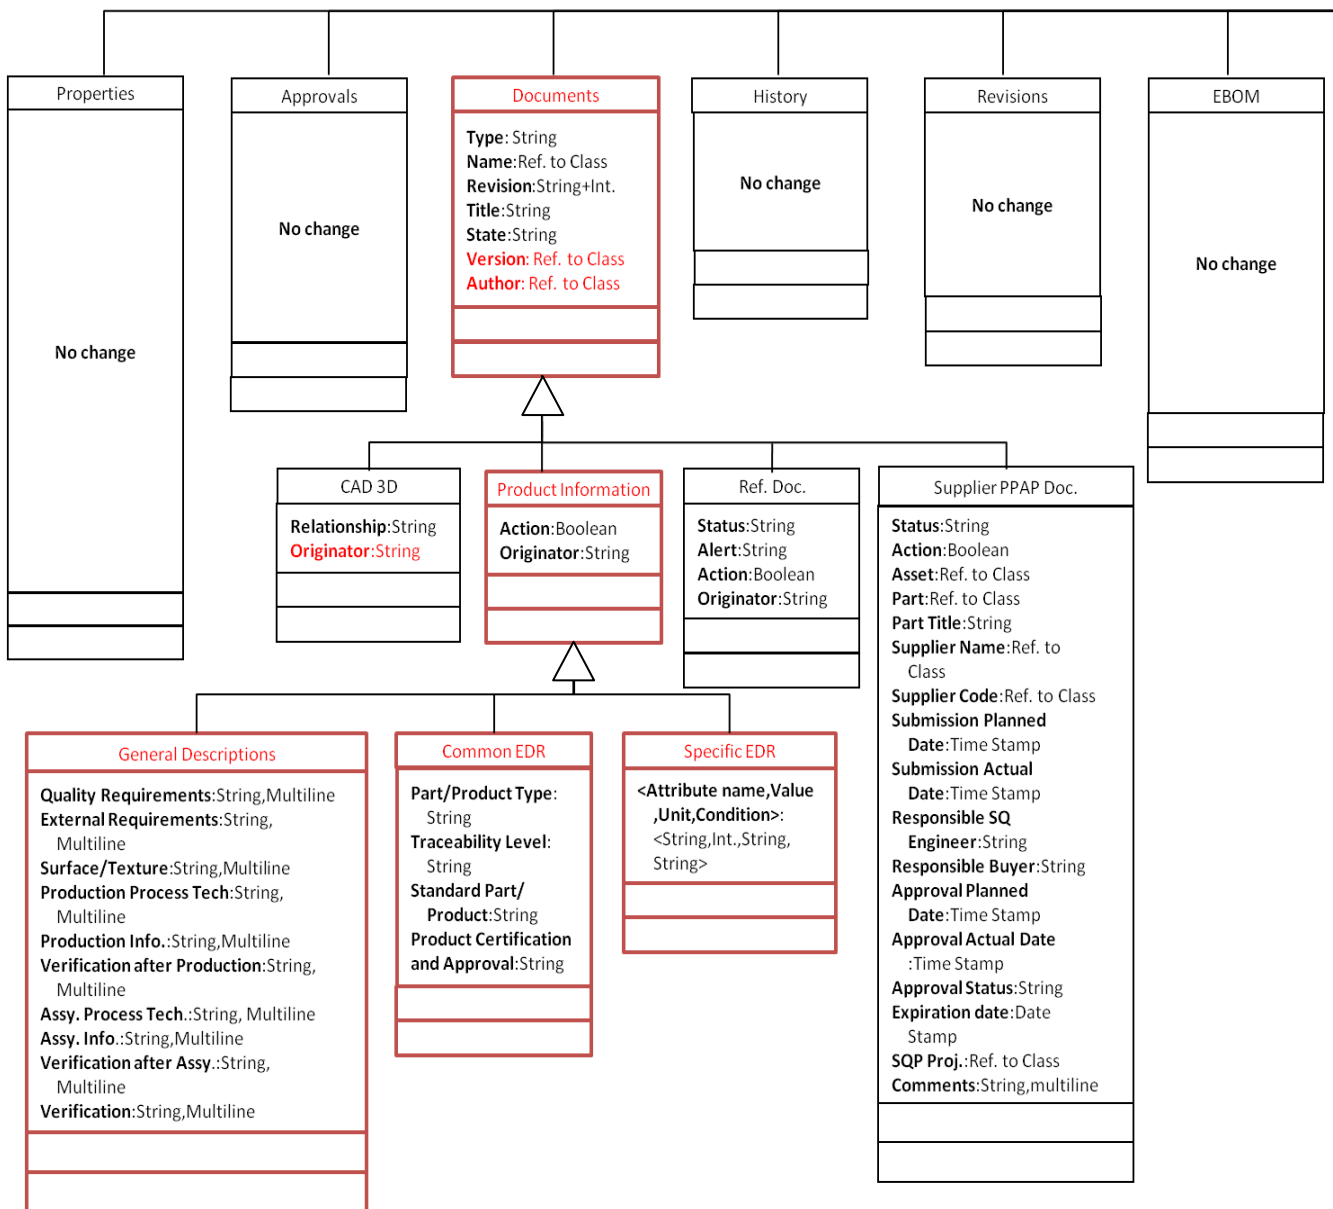 Properties
No change
Approvals
No change
Documents
Type: String
Name:Ref. to Class
Revision:String+Int.
Title:String
State:String
Version: Ref. to Class
Author: Ref. to Class
History
No change
Revisions
No change
EBOM
No change
CAD 3D
Relationship:String
Originator:String
Product Information
Action:Boolean
Originator:String
Ref. Doc.
Status:String
Alert:String
Action:Boolean
Originator:String
Supplier PPAP Doc.
Status:String
Action:Boolean
Asset:Ref. to Class
Part:Ref. to Class
Part Title:String
Supplier Name:Ref. to
Class
Supplier Code:Ref. to Class
Submission Planned
Date:Time Stamp
Submission Actual
Date:Time Stamp
Responsible SQ
Engineer:String
Responsible Buyer:String
Approval Planned
Date:Time Stamp
Approval Actual Date
:Time Stamp
Approval Status:String
Expiration date:Date
Stamp
SQP Proj.:Ref. to Class
Comments:String,multiline
General Descriptions
Quality Requirements:String,Multiline
External Requirements:String,
Multiline
Surface/Texture:String,Multiline
Production Process Tech:String,
Multiline
Production Info.:String,Multiline
Verification after Production:String,
Multiline
Assy. Process Tech.:String, Multiline
Assy. Info.:String,Multiline
Verification after Assy.:String,
Multiline
Verification:String,Multiline
Common EDR
Part/Product Type:
String
Traceability Level:
String
Standard Part/
Product:String
Product Certification
and Approval:String
Specific EDR
<Attribute name,Value
,Unit,Condition>:
<String,Int.,String,
String>